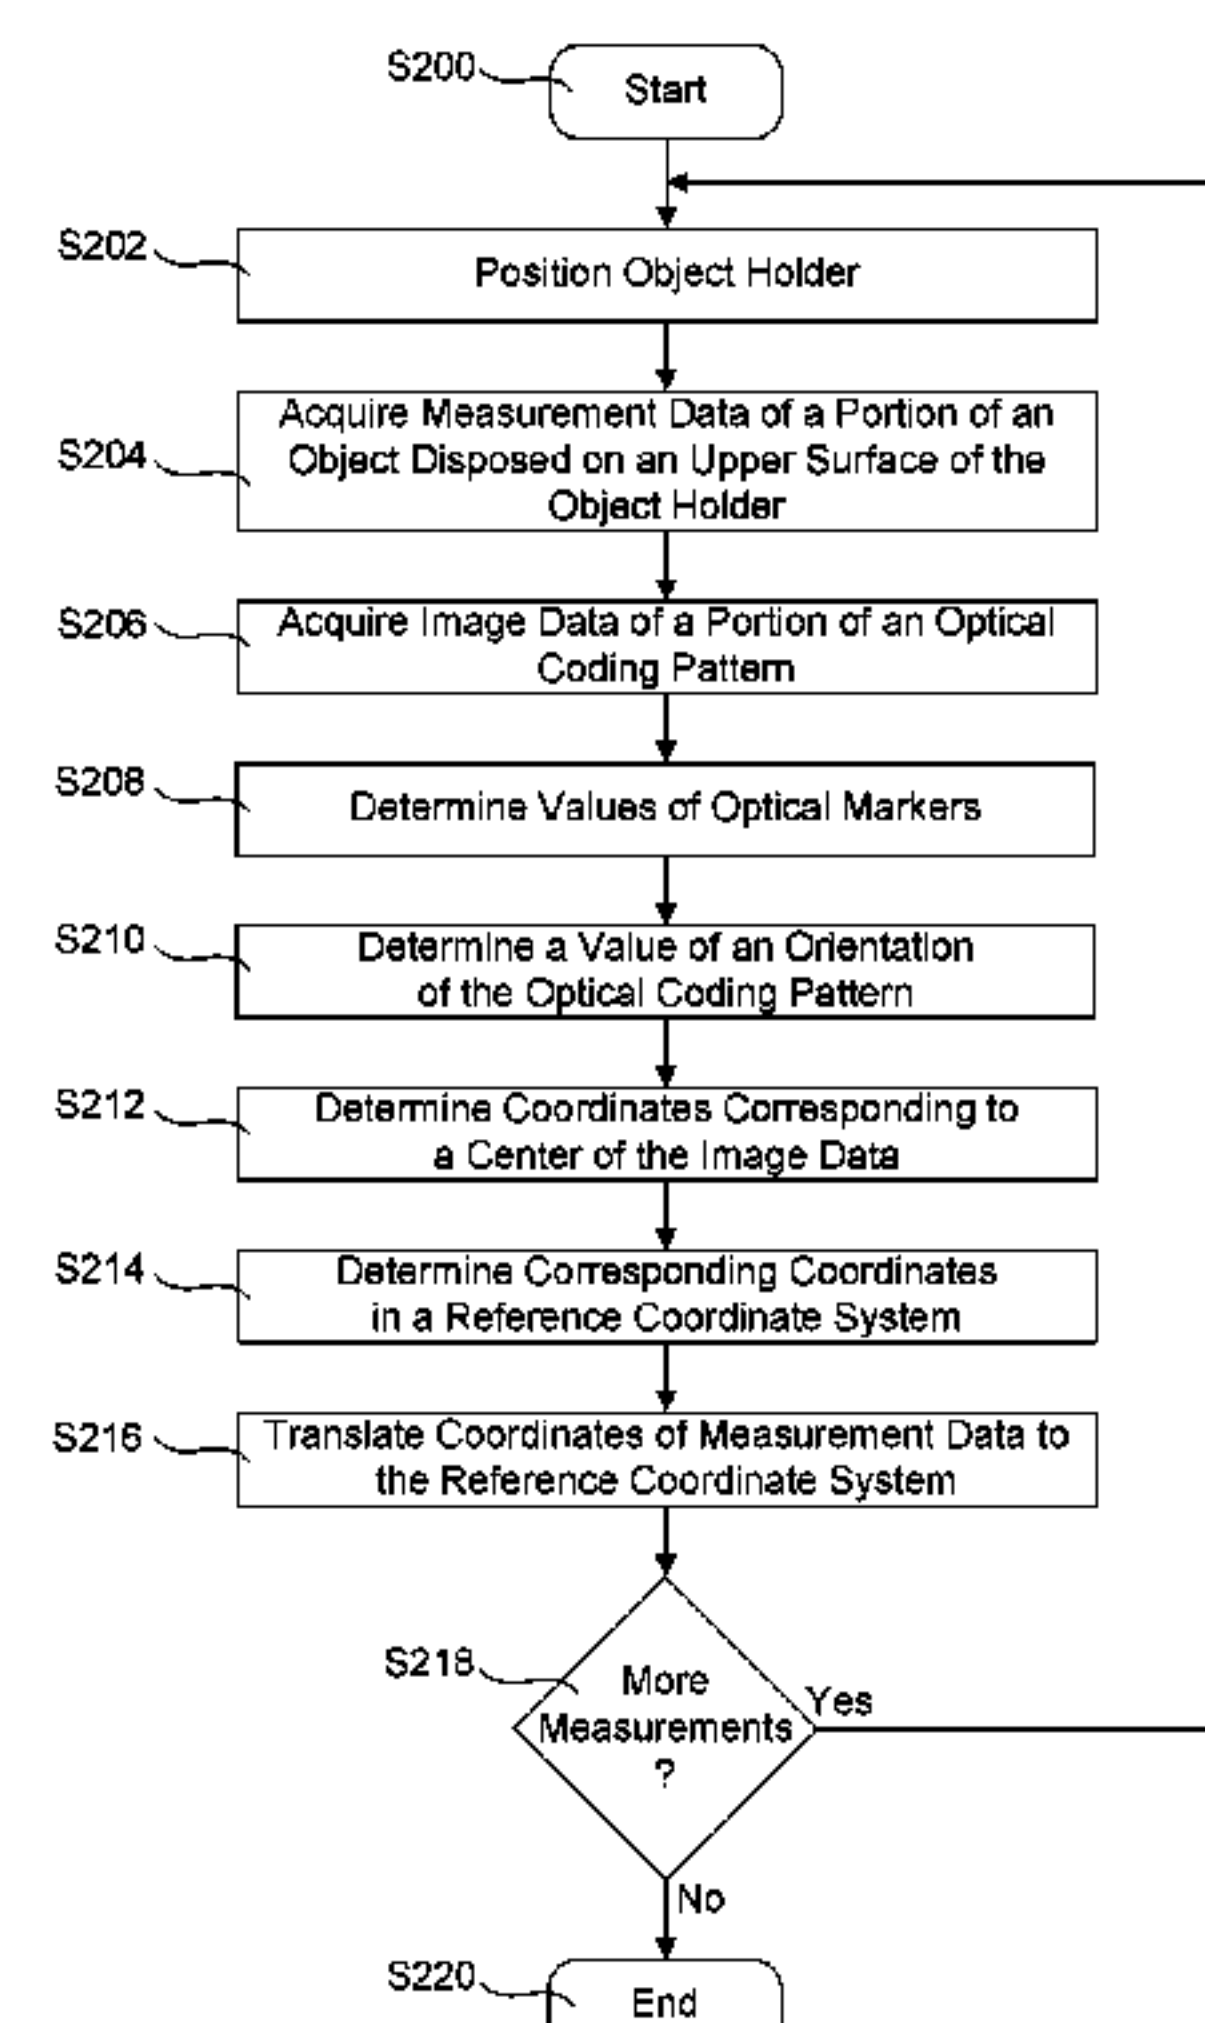 S200
Start
S202
Position Object Holder
S204
Acquire Measurement Data of a Portion of an
Object Disposed on an Upper Surface of the
Object Holder
S206
Acquire Image Data of a Portion of an Optical
Coding Pattern
S208
Determine Values of Optical Markers
S210
Determine a Value of an Orientation
of the Optical Coding Pattern
S212
Determine Coordinates Corresponding to
a Center of the Image Data
S214
Determine Corresponding Coordinates
in a Reference Coordinate System
S216
Translate Coordinates of Measurement Data to
the Reference Coordinate System
S218
More
Measurements
?
Yes
No
S220
End